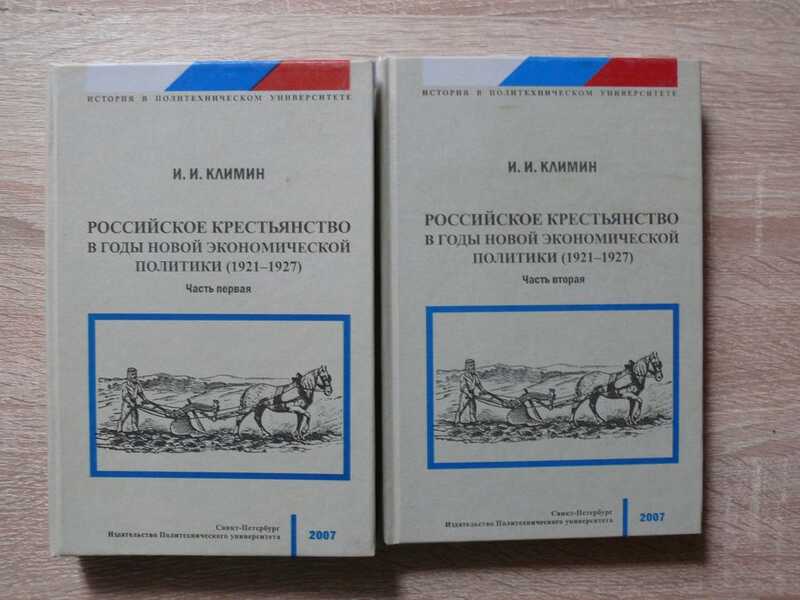 ИСТОРИЯ В ПОЛИТЕХНИЧЕСКОМ УНИВЕРСИТЕТЕ
И. И. КЛИМИН
РОССИЙСКОЕ КРЕСТЬЯНСТВО
В ГОДЫ НОВОЙ ЭКОНОМИЧЕСКОЙ
ПОЛИТИКИ (1921–1927)
Часть первая
Санкт-Петербург
Издательство Политехнического университета
2007
ИСТОРИЯ В ПОЛИТЕХНИЧЕСКОМ УНИВЕРСИТЕТЕ
И. И. КЛИМИН
РОССИЙСКОЕ КРЕСТЬЯНСТВО
В ГОДЫ НОВОЙ ЭКОНОМИЧЕСКОЙ
ПОЛИТИКИ (1921–1927)
Часть вторая
Санкт-Петербург
Издательство Политехнического университета
2007